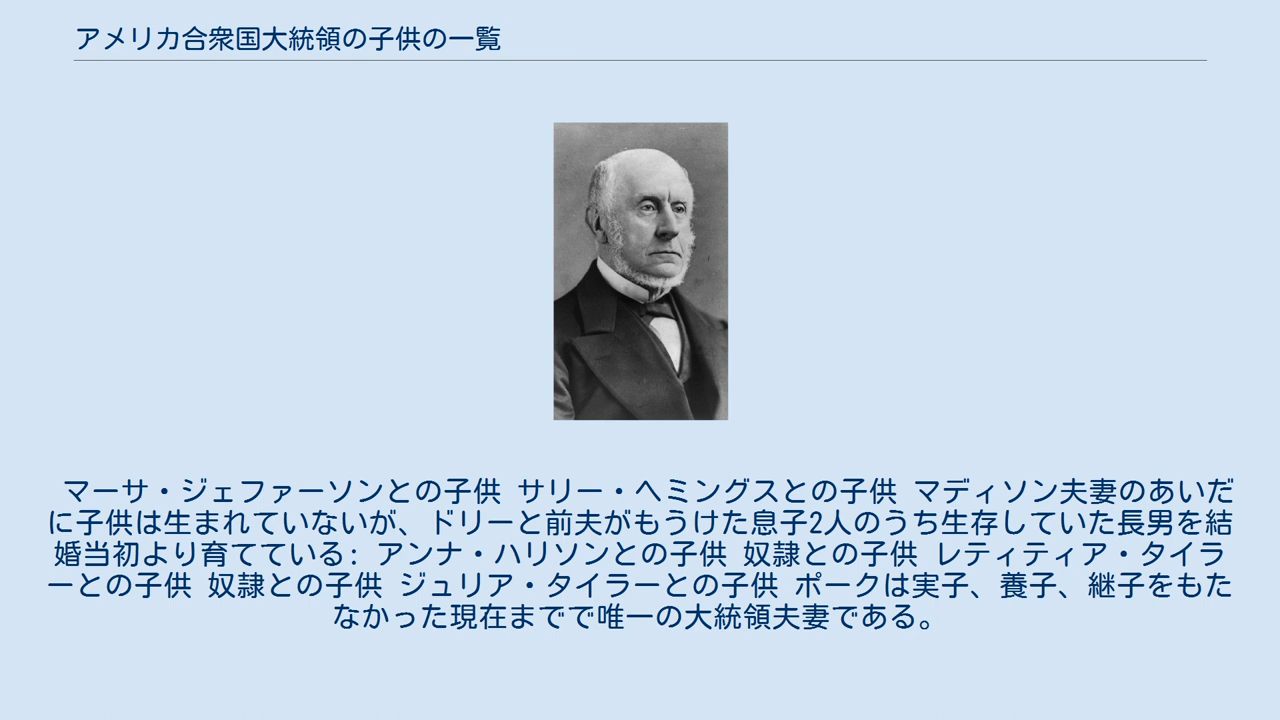 アメリカ合衆国大統領の子供の一覧
マーサ・ジェファーソンとの子供 サリー・ヘミングスとの子供 マディソン夫妻のあいだ
に子供は生まれていないが、ドリーと前夫がもうけた息子2人のうち生存していた長男を結
婚当初より育てている: アンナ・ハリソンとの子供 奴隷との子供 レティティア・タイラ
ーとの子供 奴隷との子供 ジュリア・タイラーとの子供 ポークは実子、養子、継子をもた
なかった現在までで唯一の大統領夫妻である。